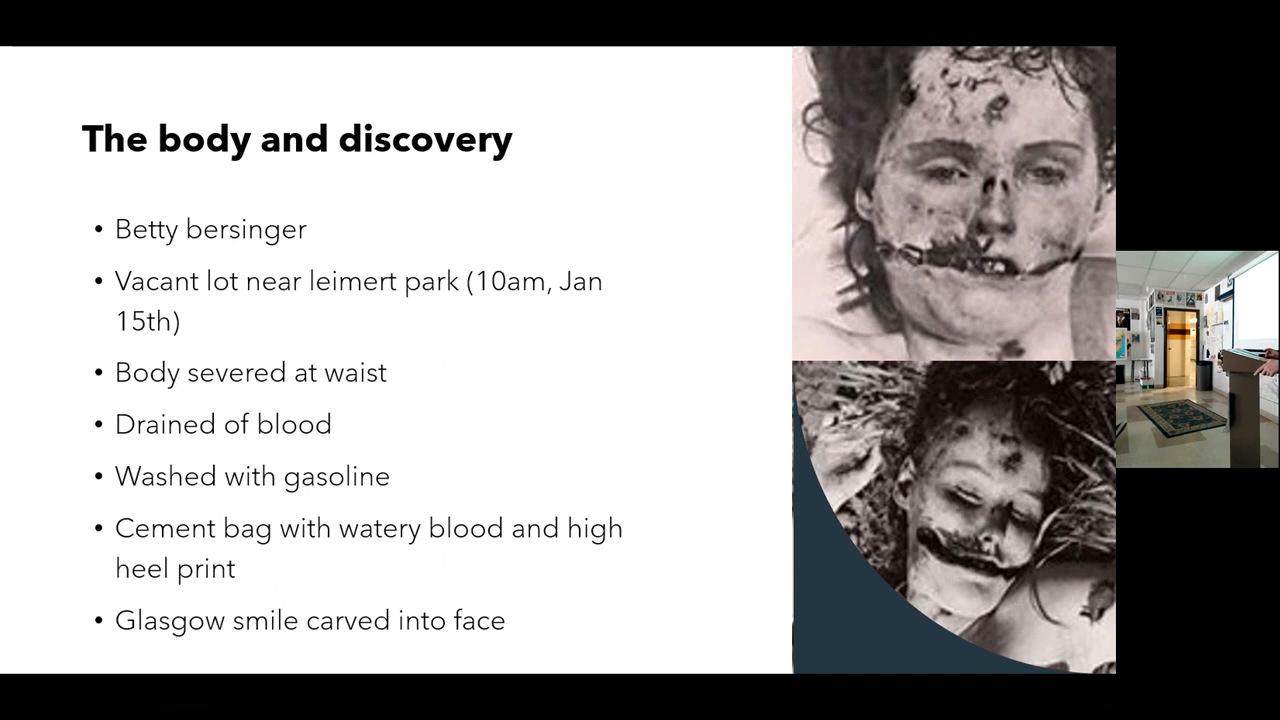 The body and discovery
• Betty bersinger
• Vacant lot near leimert park (10am, Jan
15th)
• Body severed at waist
• Drained of blood
• Washed with gasoline
• Cement bag with watery blood and high
heel print
• Glasgow smile carved into face